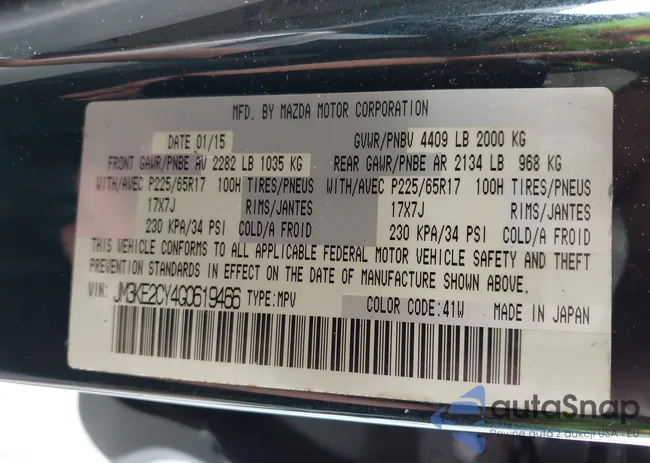 MFD. BY MAZDA MOTOR CORPORATION
DATE 01/15 GVWR/PNBV 4409 LB 2000 KG
FRONT GAWR/PNBE AV 2282 LB 1035 KG REAR GAWR/PNBE AR 2134 LB 968 KG
WITH/AVEC P225/65R17 100H TIRES/PNEUS WITH/AVEC P225/65R17 100H TIRES/PNEUS
17X7J RIMS/JANTES 17X7J RIMS/JANTES
230 KPA/34 PSI COLD/A FROID 230 KPA/34 PSI COLD/A FROID
THIS VEHICLE CONFORMS TO ALL APPLICABLE FEDERAL MOTOR VEHICLE SAFETY AND THEFT
PREVENTION STANDARDS IN EFFECT ON THE DATE OF MANUFACTURE SHOWN ABOVE.
VIN: JM3KE2CY4G0619466 TYPE:MPV COLOR CODE:41W MADE IN JAPAN
autoSnap
Pewne auta z aukcji USA i EU